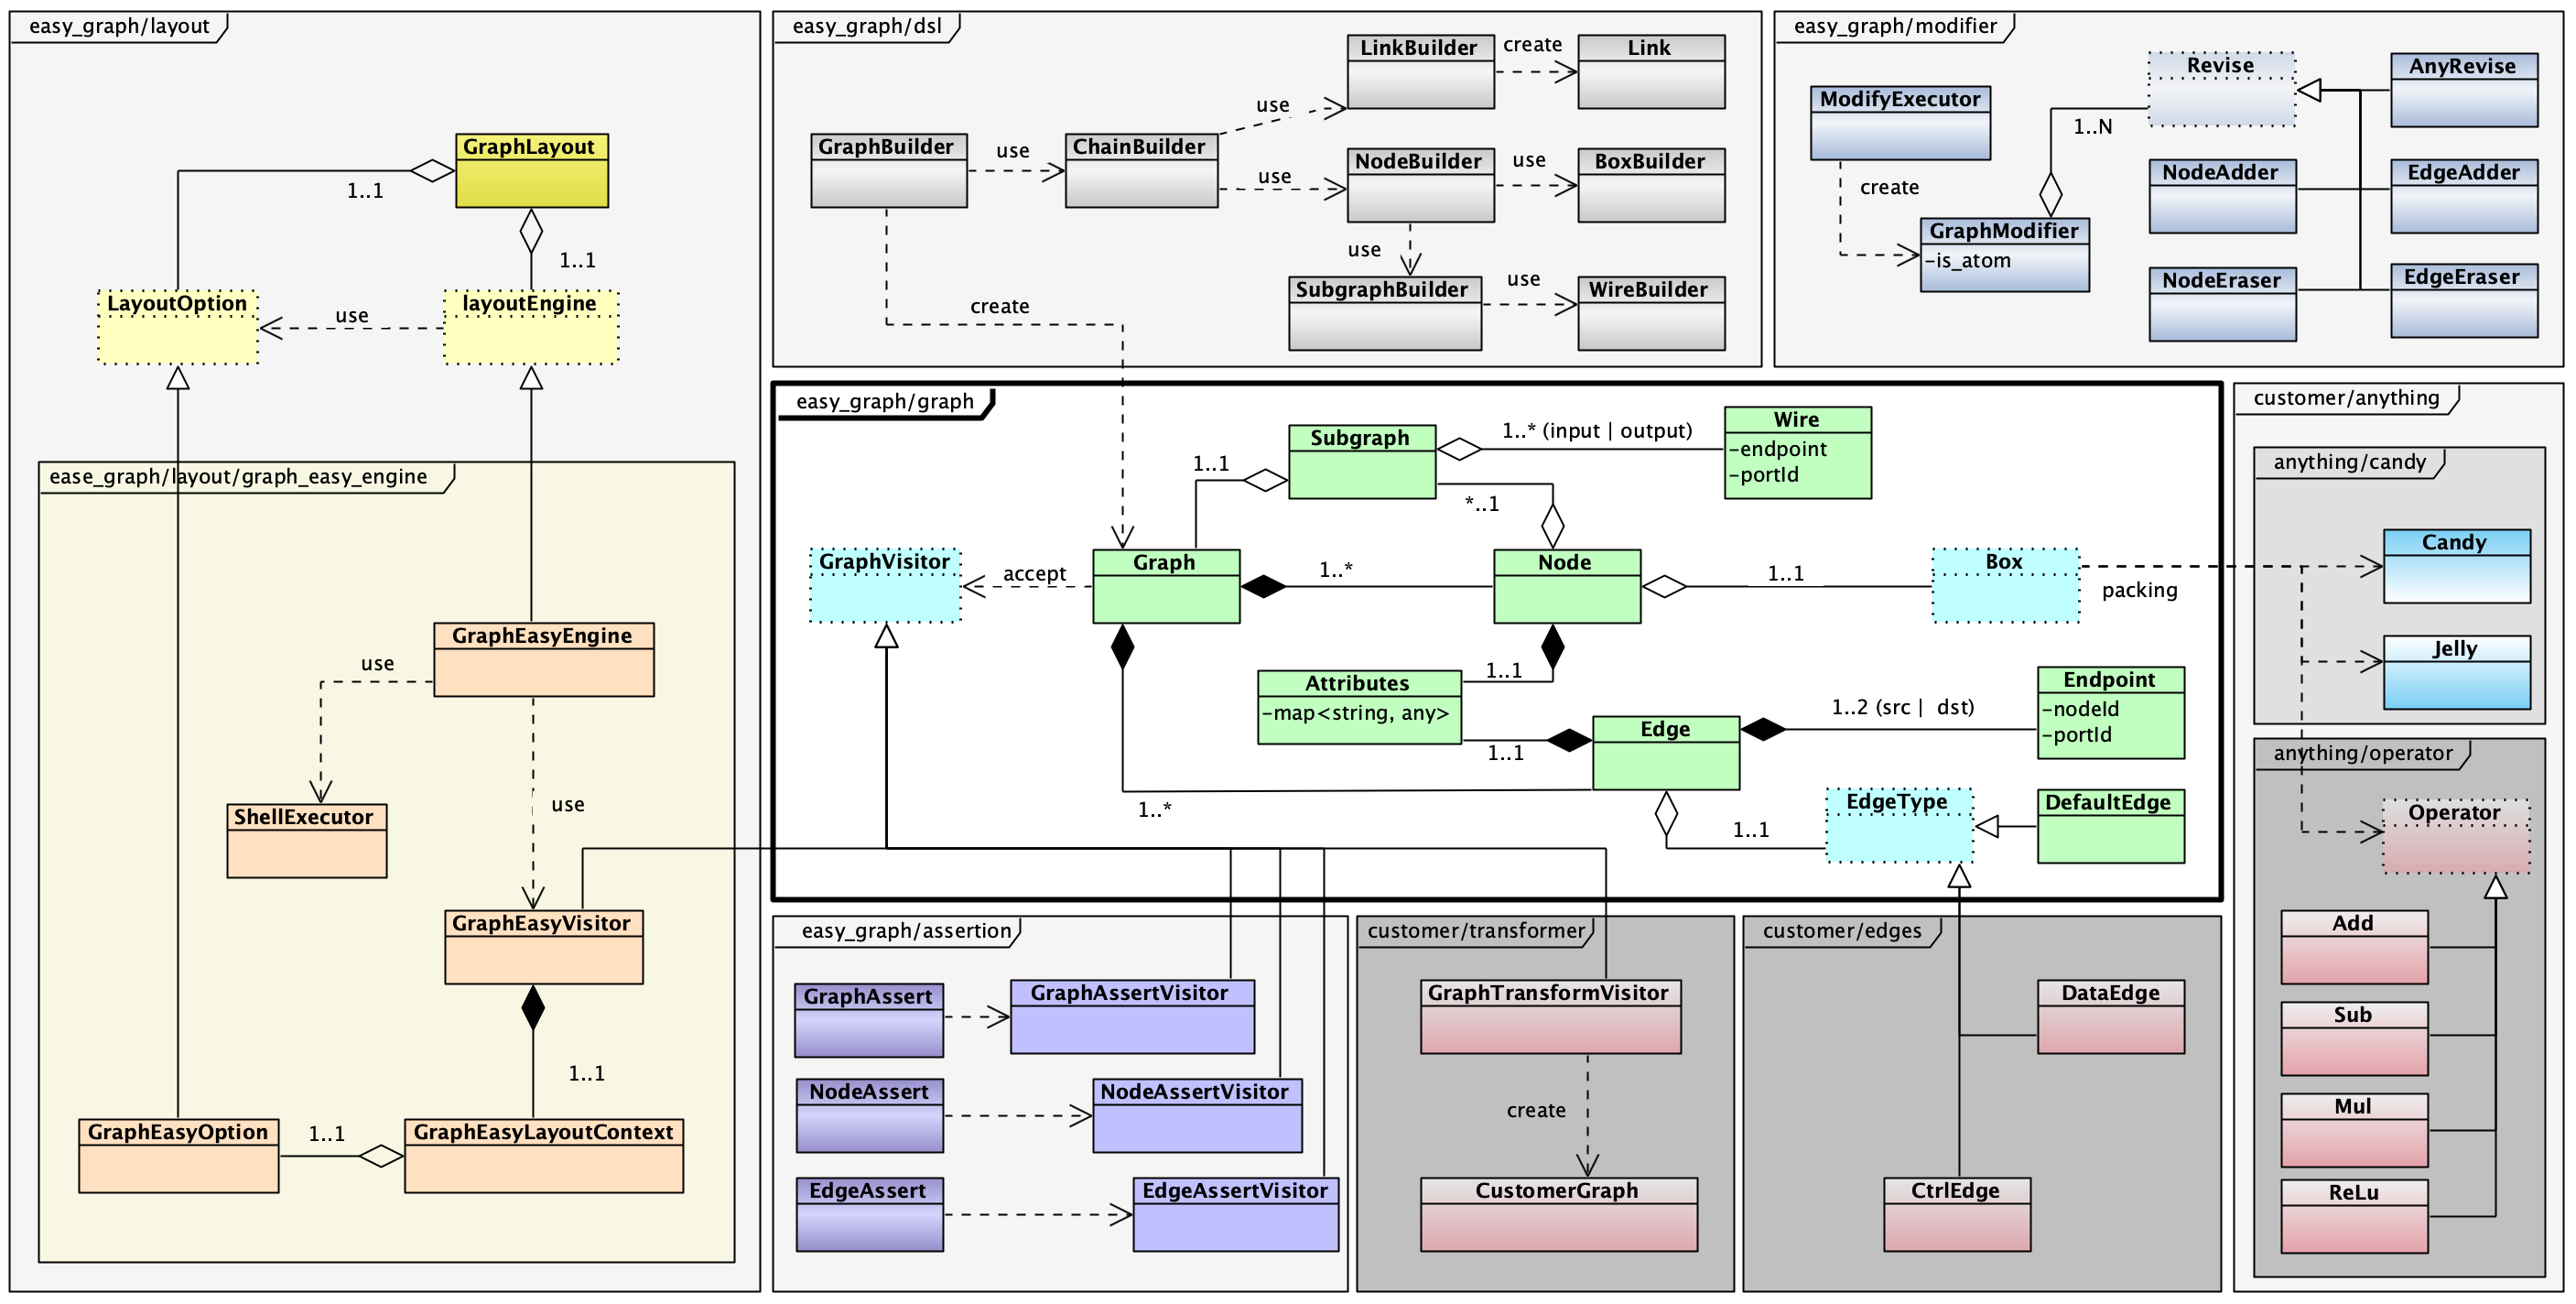 easy_graph/layout
GraphLayout
1..1
1..1
LayoutOption
use
layoutEngine
ease_graph/layout/graph_easy_engine
GraphEasyEngine
use
ShellExecutor
use
GraphEasyVisitor
1..1
GraphEasyOption
1..1
GraphEasyLayoutContext
easy_graph/dsl
LinkBuilder
create
Link
use
GraphBuilder
use
ChainBuilder
use
NodeBuilder
use
BoxBuilder
use
create
SubgraphBuilder
use
WireBuilder
easy_graph/modifier
Revise
AnyRevise
ModifyExecutor
1..N
create
NodeAdder
EdgeAdder
GraphModifier
-is_atom
NodeEraser
EdgeEraser
easy_graph/graph
Subgraph
1..* (input | output)
Wire
-endpoint
-portId
1..1
*..1
GraphVisitor
accept
Graph
1..*
Node
1..1
Box
packing
Attributes
-map<string, any>
1..1
1..1
Edge
1..2 (src |  dst)
Endpoint
-nodeId
-portId
1..*
1..1
EdgeType
DefaultEdge
customer/anything
anything/candy
Candy
Jelly
anything/operator
Operator
Add
Sub
Mul
ReLu
easy_graph/assertion
GraphAssert
GraphAssertVisitor
NodeAssert
NodeAssertVisitor
EdgeAssert
EdgeAssertVisitor
customer/transformer
GraphTransformVisitor
create
CustomerGraph
customer/edges
DataEdge
CtrlEdge